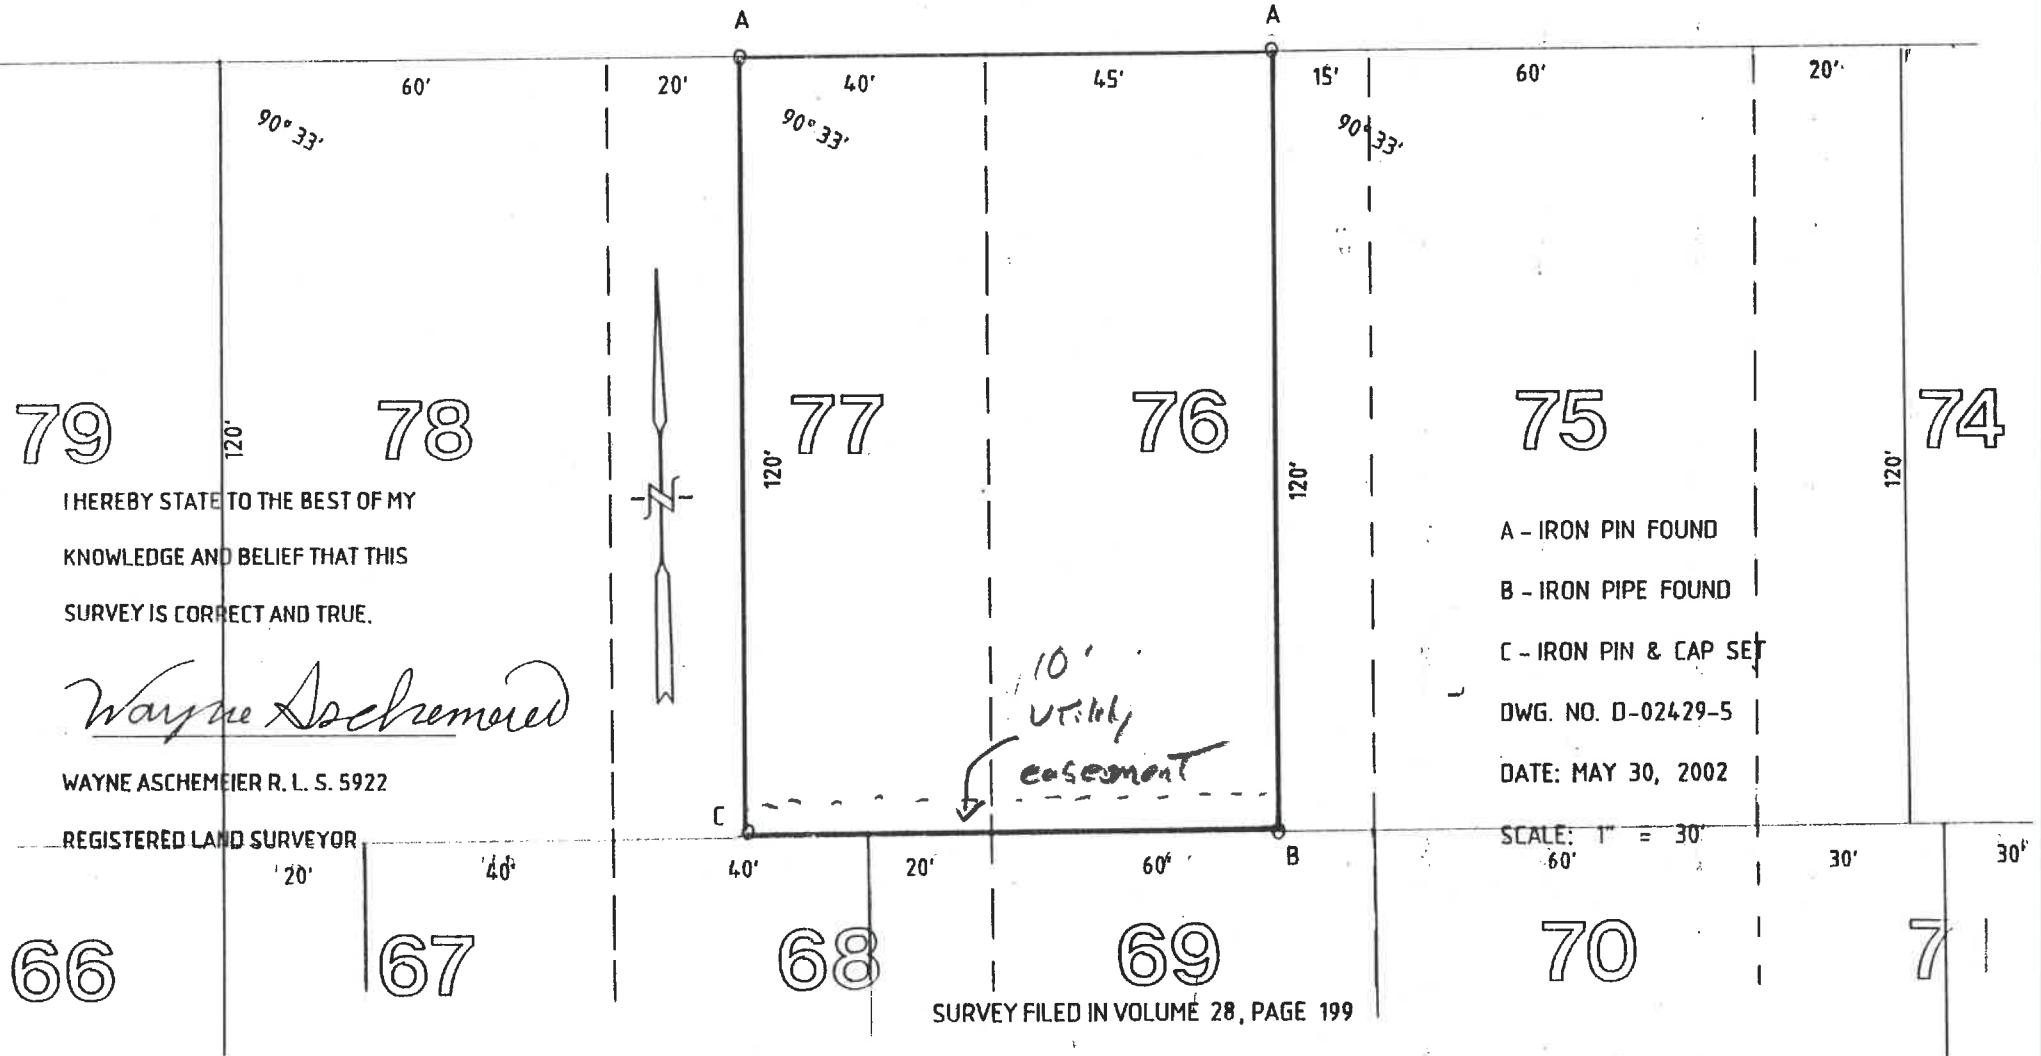 A A
60' 20' 40' 45' 15' 60' 20'
90° 33' 90° 33' 90° 33'
79 78 77 76 75 74
120' 120' 120' 120'
I HEREBY STATE TO THE BEST OF MY
KNOWLEDGE AND BELIEF THAT THIS
SURVEY IS CORRECT AND TRUE.
Wayne Aschemeier
WAYNE ASCHEMEIER R. L. S. 5922
REGISTERED LAND SURVEYOR
N
10'
Utility
easement
A - IRON PIN FOUND
B - IRON PIPE FOUND
C - IRON PIN & CAP SET
DWG. NO. D-02429-5
DATE: MAY 30, 2002
SCALE: 1" = 30'
C B
20' 40' 40' 20' 60' 60' 30' 30'
66 67 68 69 70 71
SURVEY FILED IN VOLUME 28, PAGE 199